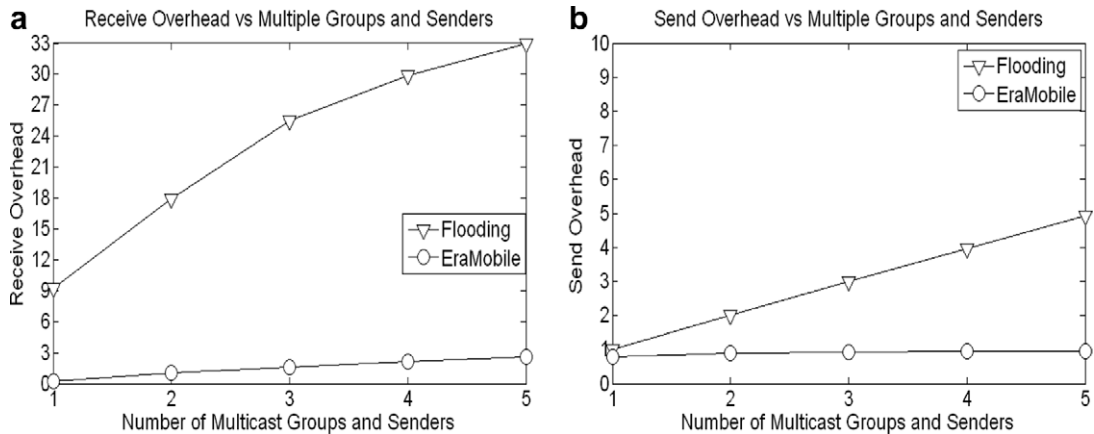 a
Receive Overhead vs Multiple Groups and Senders
33
30
27
24
21
18
15
12
9
6
3
0
Receive Overhead
Flooding
EraMobile
1 2 3 4 5
Number of Multicast Groups and Senders
b
Send Overhead vs Multiple Groups and Senders
10
9
8
7
6
5
4
3
2
1
0
Send Overhead
Flooding
EraMobile
1 2 3 4 5
Number of Multicast Groups and Senders